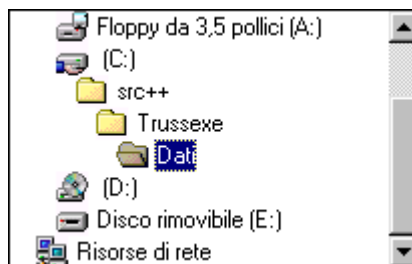 Floppy da 3,5 pollici (A:)
(C:)
src++
Trussexe
Dati
(D:)
Disco rimovibile (E:)
Risorse di rete